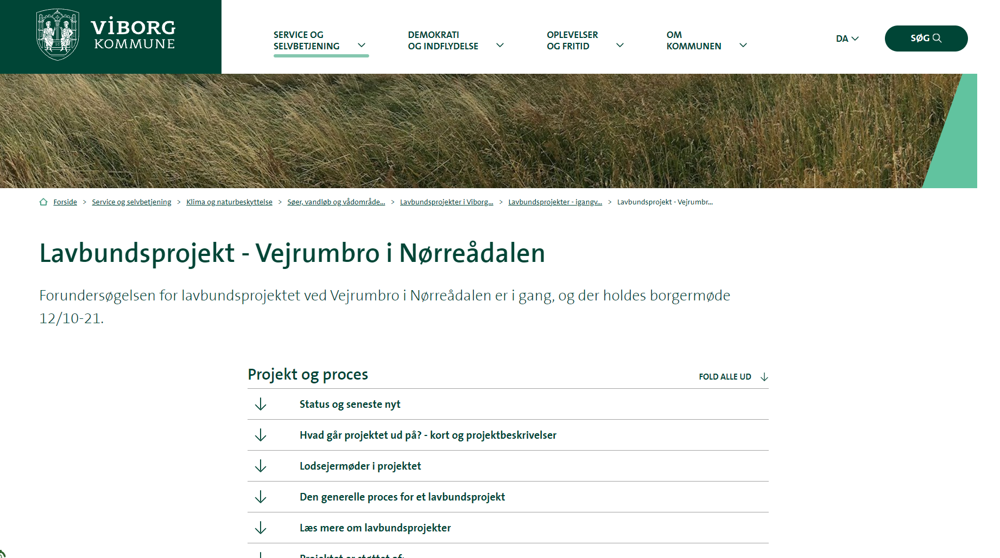 VIBORG
KOMMUNE
SERVICE OG
SELVBETJENING
DEMOKRATI
OG INDFLYDELSE
OPLEVELSER
OG FRITID
OM
KOMMUNEN
DA
SØG
Forside > Service og selvbetjening > Klima og naturbeskyttelse > Søer, vandløb og vådområde... > Lavbundsprojekter i Viborg... > Lavbundsprojekter - igangv... > Lavbundsprojekt - Vejrumbr...
Lavbundsprojekt - Vejrumbro i Nørreådalen
Forundersøgelsen for lavbundsprojektet ved Vejrumbro i Nørreådalen er i gang, og der holdes borgermøde
12/10-21.
Projekt og proces
FOLD ALLE UD
Status og seneste nyt
Hvad går projektet ud på? - kort og projektbeskrivelser
Lodsejermøder i projektet
Den generelle proces for et lavbundsprojekt
Læs mere om lavbundsprojekter
Projektet er støttet af: